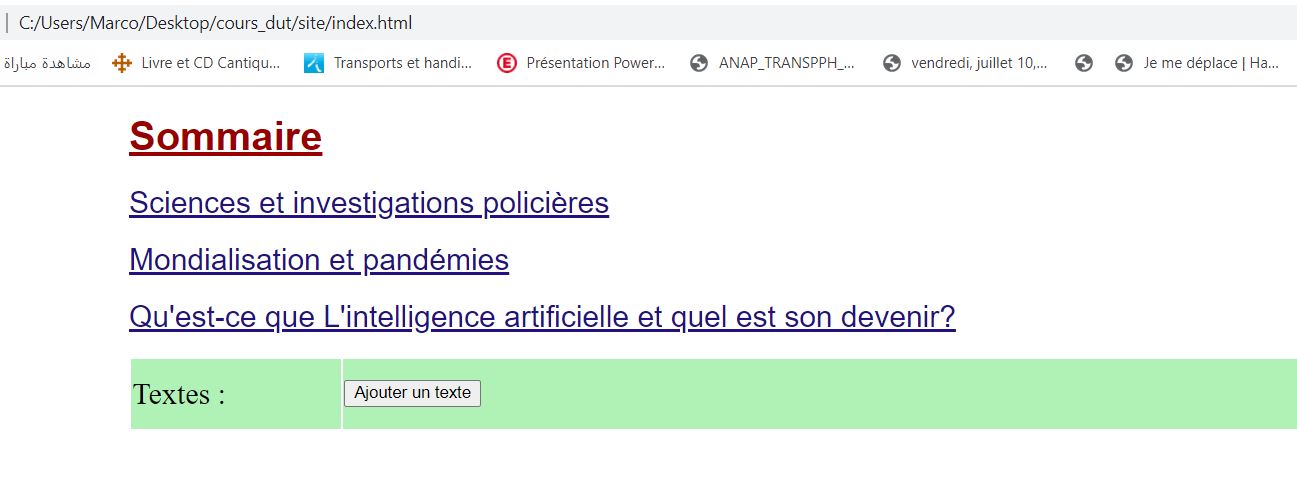 C:/Users/Marco/Desktop/cours_dut/site/index.html
مشاهدة مباراة Livre et CD Cantiqu... Transports et handi... Présentation Power... ANAP_TRANSPPH_... vendredi, juillet 10,... Je me déplace | Ha...
Sommaire
Sciences et investigations policières
Mondialisation et pandémies
Qu'est-ce que L'intelligence artificielle et quel est son devenir?
Textes : Ajouter un texte